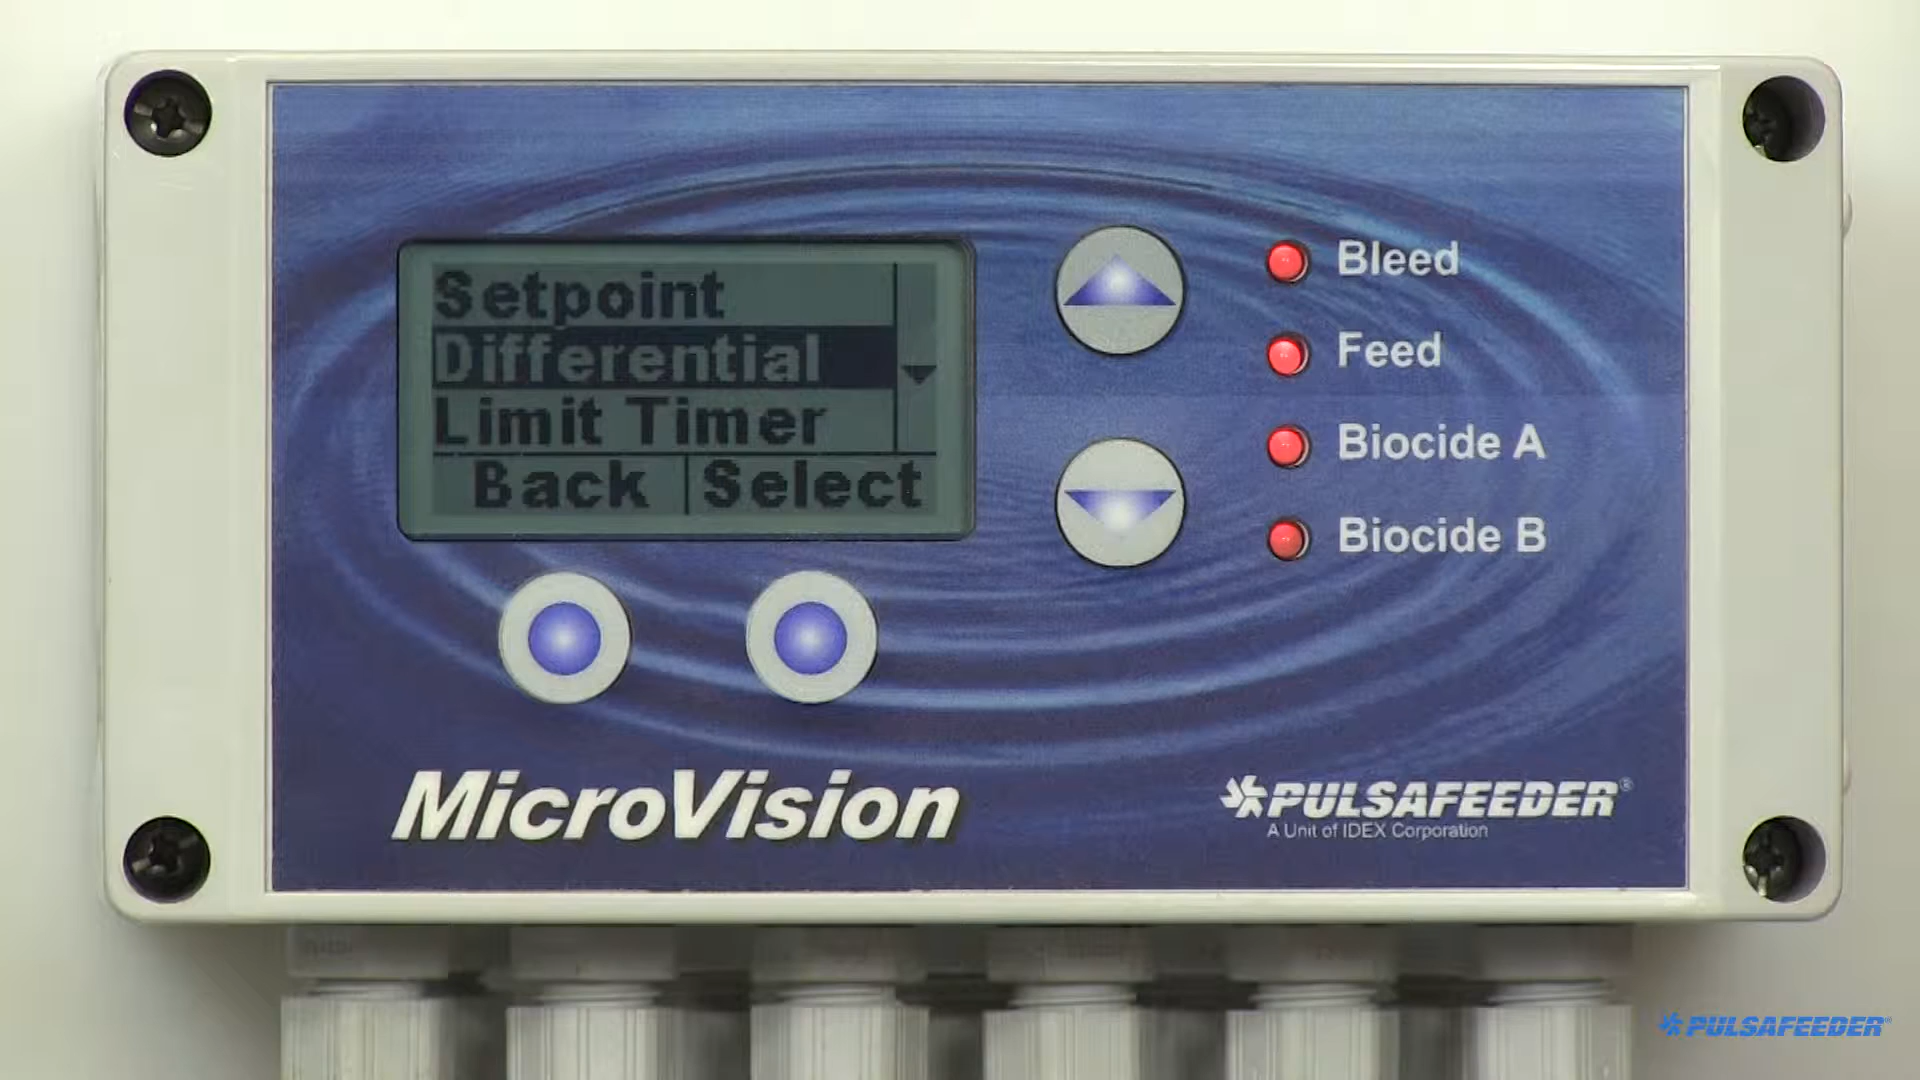 Setpoint
Differential
Limit Timer
Back Select
Bleed
Feed
Biocide A
Biocide B
MicroVision
PULSAFEEDER®
A Unit of IDEX Corporation
PULSAFEEDER®